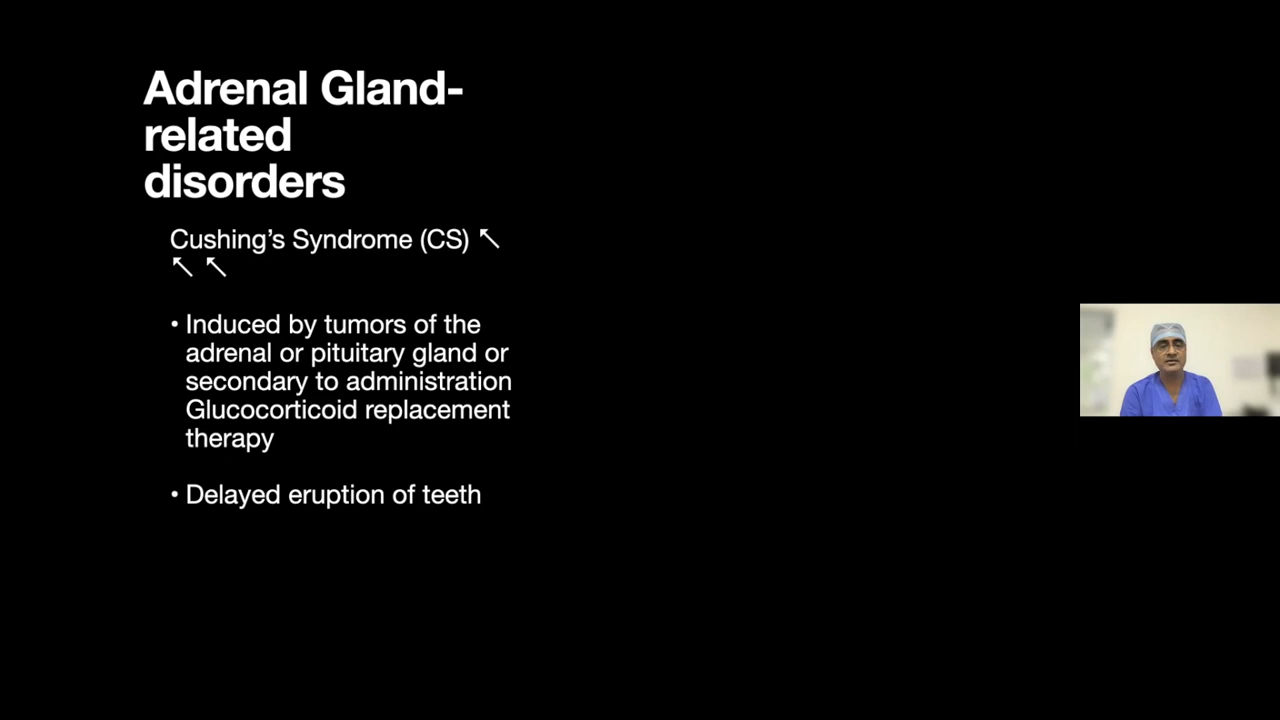 Adrenal Gland-
related
disorders
Cushing's Syndrome (CS) ↖
↖ ↖
• Induced by tumors of the
adrenal or pituitary gland or
secondary to administration
Glucocorticoid replacement
therapy
• Delayed eruption of teeth